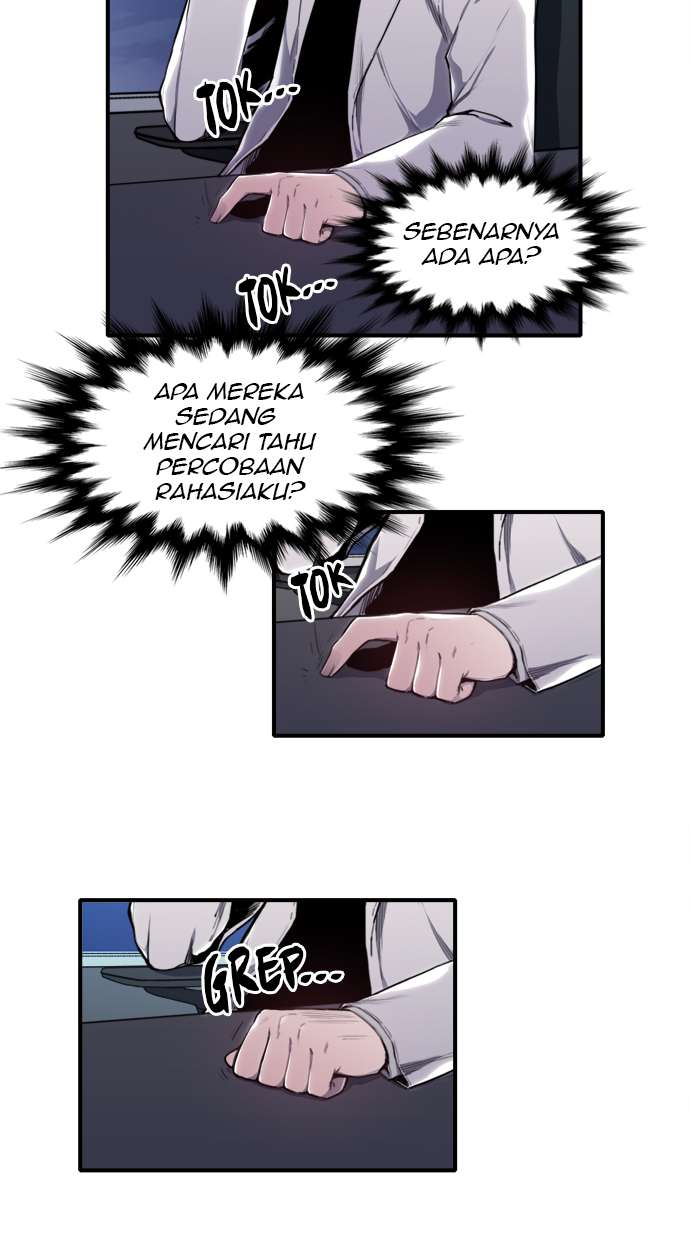 TOK...
SEBENARNYA
ADA APA?
TOK...
APA MEREKA
SEDANG
MENCARI TAHU
PERCOBAAN
RAHASIAKU?
TOK
GREP...